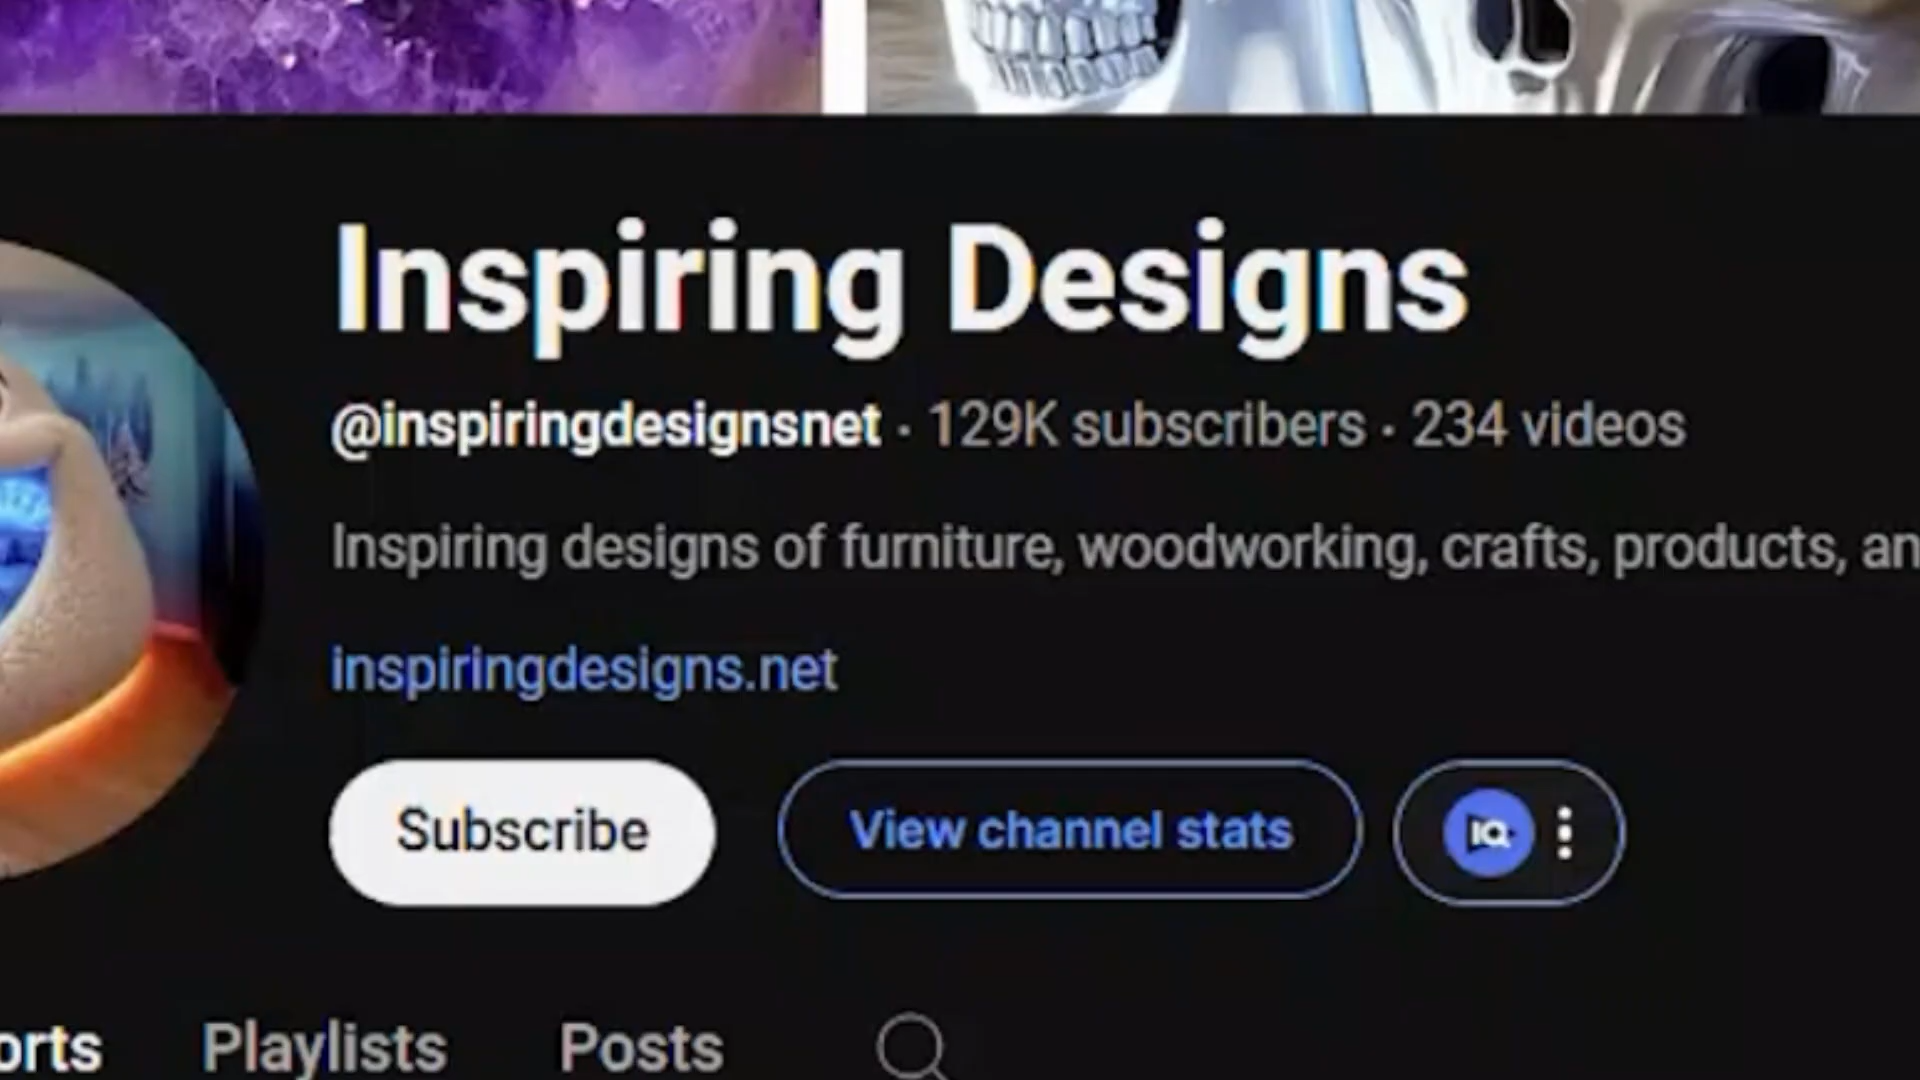 Inspiring Designs
@inspiringdesignsnet · 129K subscribers · 234 videos
Inspiring designs of furniture, woodworking, crafts, products, an
inspiringdesigns.net
Subscribe
View channel stats
IQ
orts
Playlists
Posts